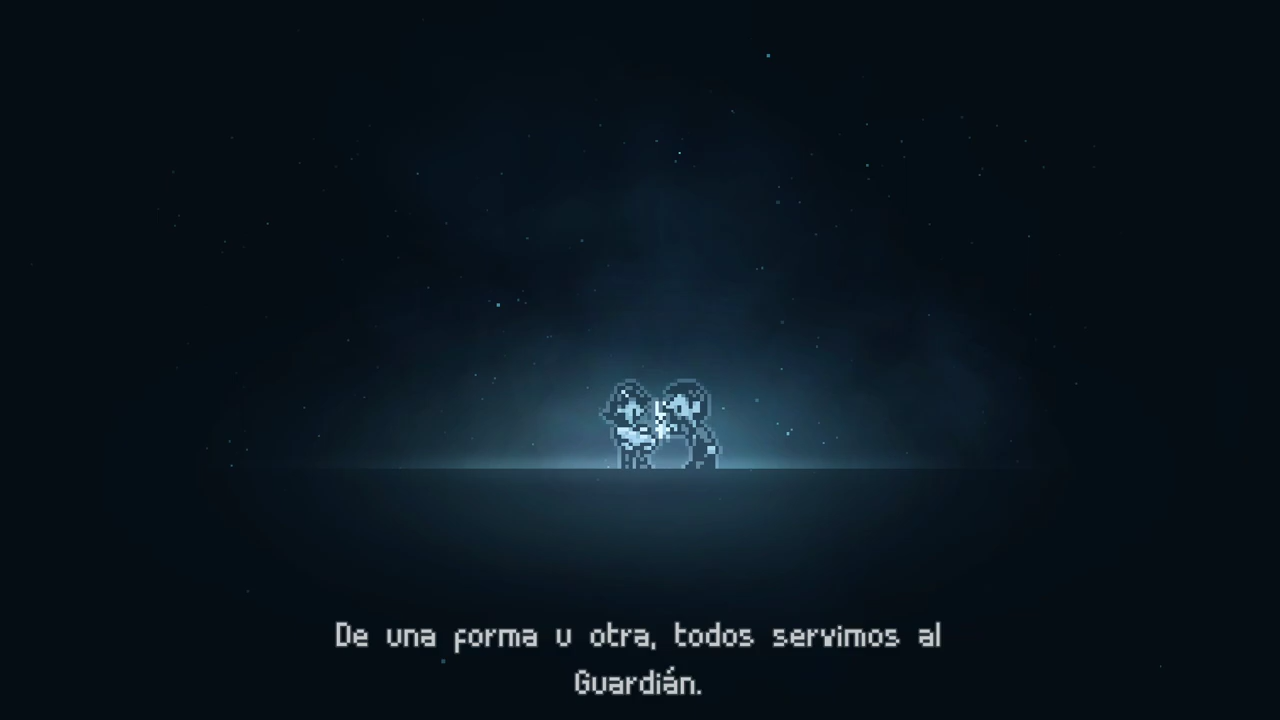 De una forma u otra, todos servimos al
Guardián.